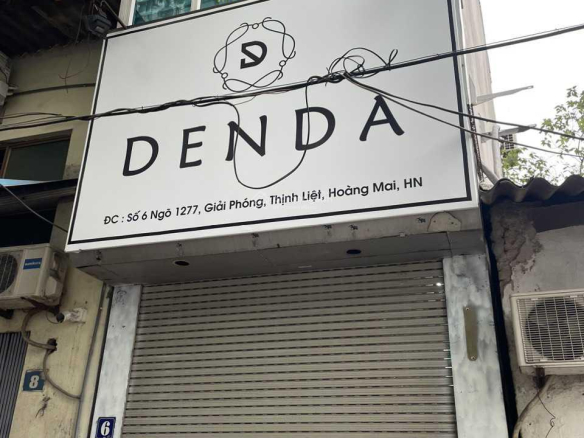 D
DENDA
ĐC : Số 6 Ngõ 1277, Giải Phóng, Thịnh Liệt, Hoàng Mai, HN
8
6